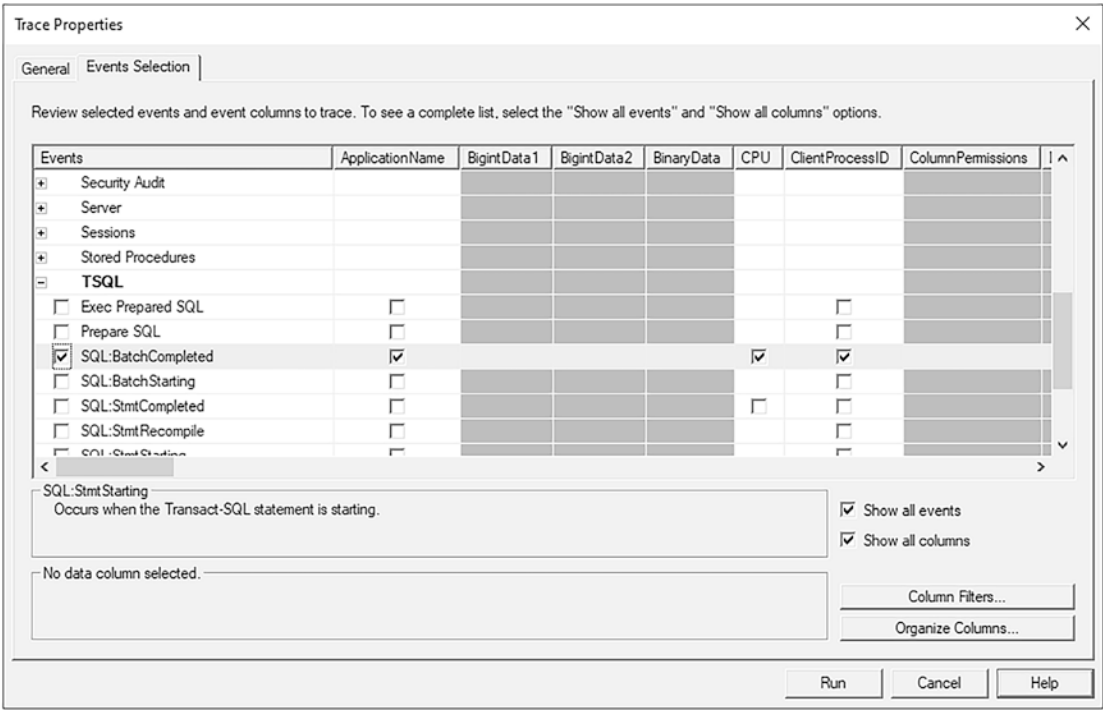 Trace Properties
General Events Selection
Review selected events and event columns to trace. To see a complete list, select the "Show all events" and "Show all columns" options.
Events ApplicationName BigintData1 BigintData2 BinaryData CPU ClientProcessID ColumnPermissions
Security Audit
Server
Sessions
Stored Procedures
TSQL
Exec Prepared SQL
Prepare SQL
SQL:BatchCompleted
SQL:BatchStarting
SQL:StmtCompleted
SQL:StmtRecompile
SQL:StmtStarting
SQL:StmtStarting
Occurs when the Transact-SQL statement is starting.
Show all events
Show all columns
No data column selected.
Column Filters...
Organize Columns...
Run Cancel Help